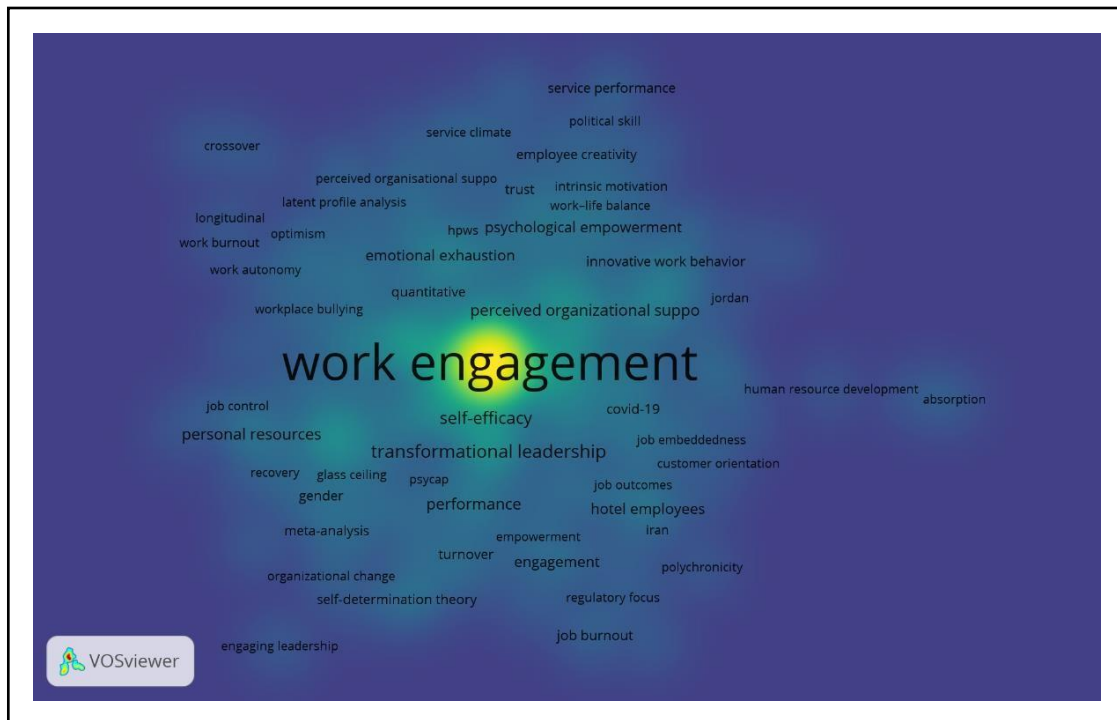 service performance
political skill
service climate
crossover
employee creativity
perceived organisational suppo
trust
intrinsic motivation
latent profile analysis
work–life balance
longitudinal
optimism
hpws
psychological empowerment
work burnout
emotional exhaustion
innovative work behavior
work autonomy
quantitative
jordan
workplace bullying
perceived organizational suppo
work engagement
human resource development
absorption
job control
covid-19
self-efficacy
personal resources
job embeddedness
transformational leadership
customer orientation
recovery
glass ceiling
psycap
job outcomes
gender
performance
hotel employees
meta-analysis
iran
empowerment
turnover
engagement
polychronicity
organizational change
self-determination theory
regulatory focus
job burnout
engaging leadership
VOSviewer